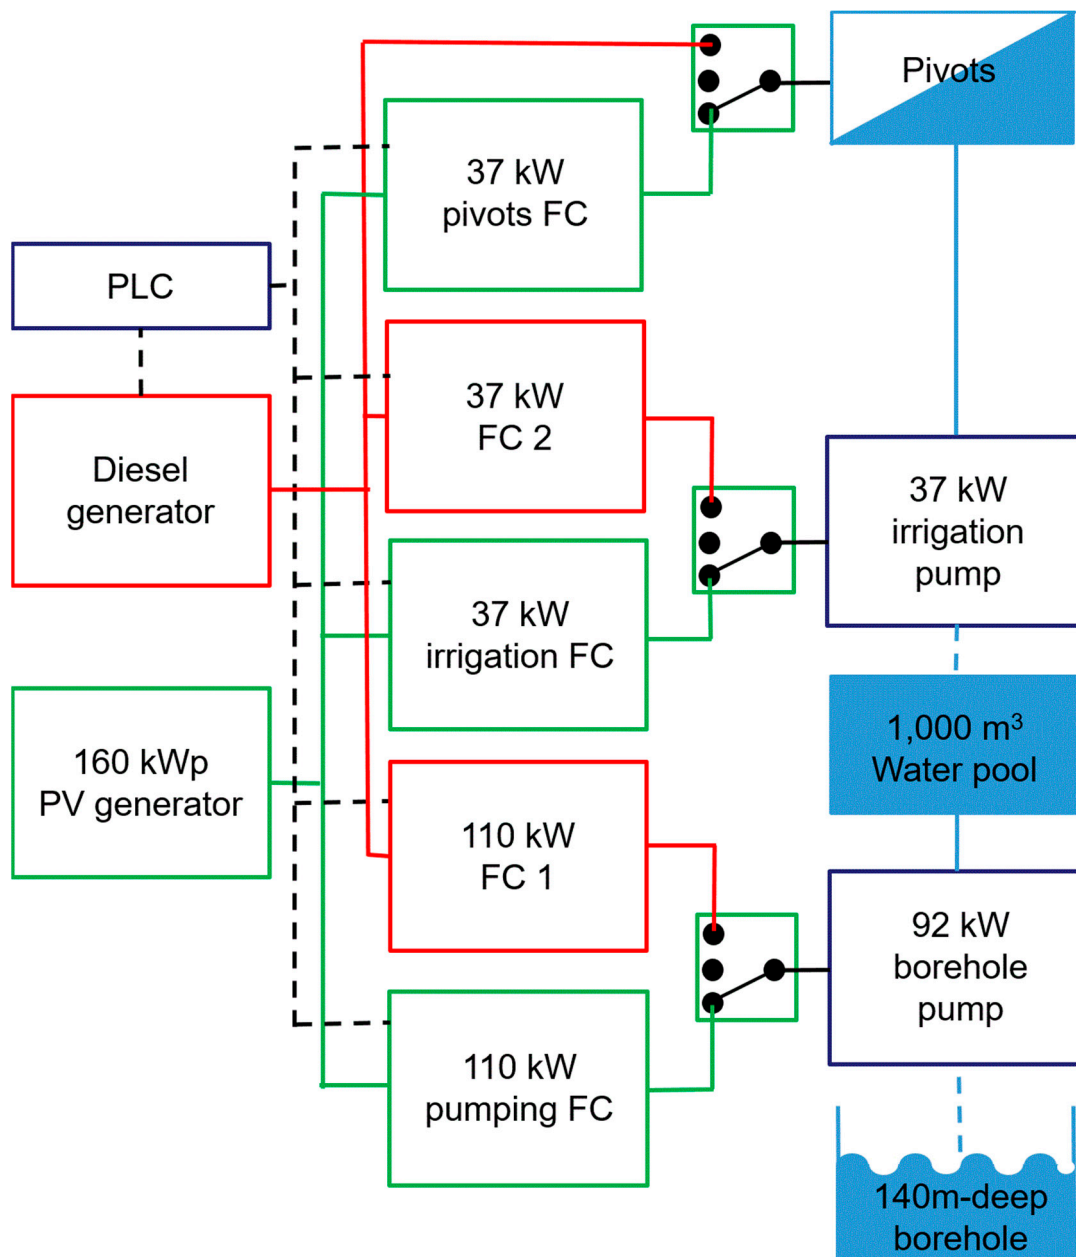 Pivots
37 kW
pivots FC
PLC
37 kW
FC 2
Diesel
generator
37 kW
irrigation
pump
37 kW
irrigation FC
160 kWp
PV generator
1,000 m³
Water pool
110 kW
FC 1
92 kW
borehole
pump
110 kW
pumping FC
140m-deep
borehole